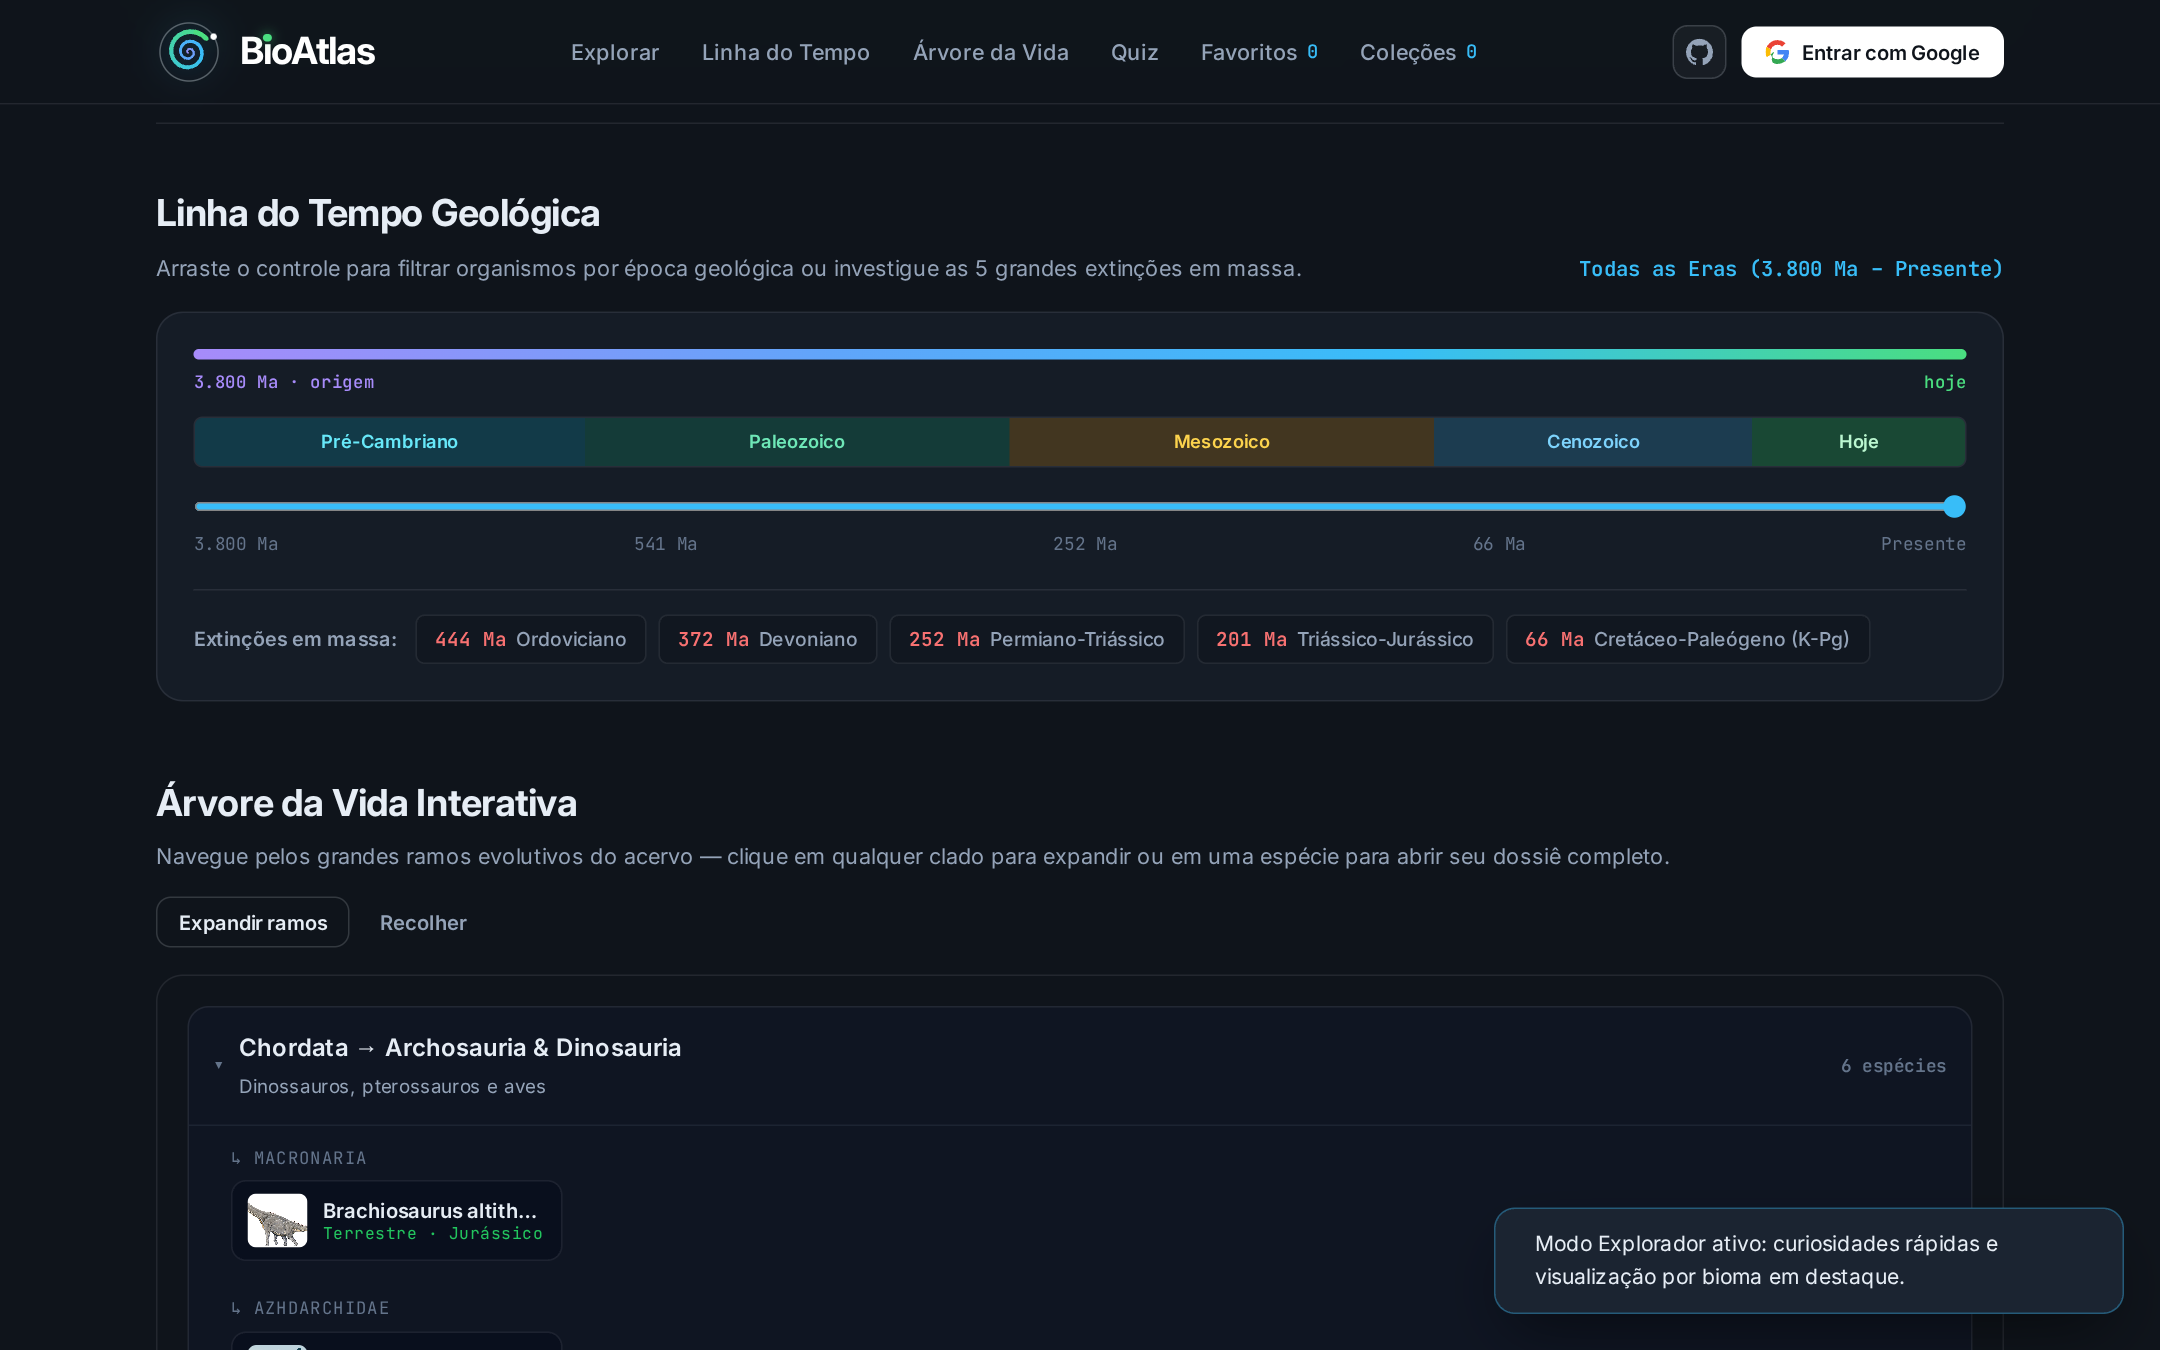 BioAtlas
Explorar Linha do Tempo Árvore da Vida Quiz Favoritos 0 Coleções 0
Entrar com Google
Linha do Tempo Geológica
Arraste o controle para filtrar organismos por época geológica ou investigue as 5 grandes extinções em massa.
Todas as Eras (3.800 Ma – Presente)
3.800 Ma · origem
hoje
Pré-Cambriano Paleozoico Mesozoico Cenozoico Hoje
3.800 Ma 541 Ma 252 Ma 66 Ma Presente
Extinções em massa: 444 Ma Ordoviciano 372 Ma Devoniano 252 Ma Permiano-Triássico 201 Ma Triássico-Jurássico 66 Ma Cretáceo-Paleógeno (K-Pg)
Árvore da Vida Interativa
Navegue pelos grandes ramos evolutivos do acervo — clique em qualquer clado para expandir ou em uma espécie para abrir seu dossiê completo.
Expandir ramos Recolher
▾ Chordata → Archosauria & Dinosauria
Dinossauros, pterossauros e aves
6 espécies
↳ MACRONARIA
Brachiosaurus altith...
Terrestre · Jurássico
↳ AZHDARCHIDAE
Modo Explorador ativo: curiosidades rápidas e
visualização por bioma em destaque.